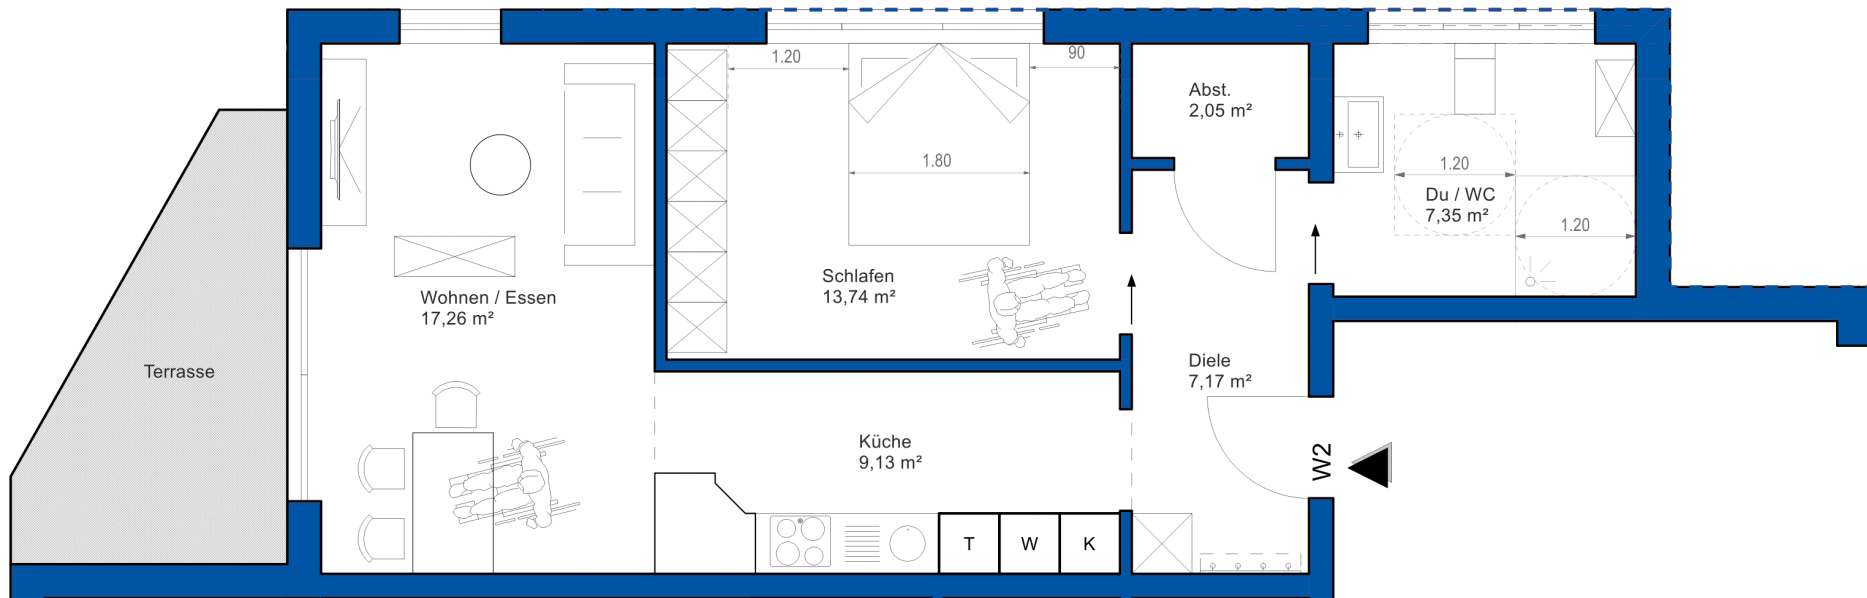 1.20
90
Abst.
2,05 m²
1.80
1.20
Du / WC
7,35 m²
1.20
Schlafen
13,74 m²
Wohnen / Essen
17,26 m²
Terrasse
Diele
7,17 m²
Küche
9,13 m²
W2
T
W
K